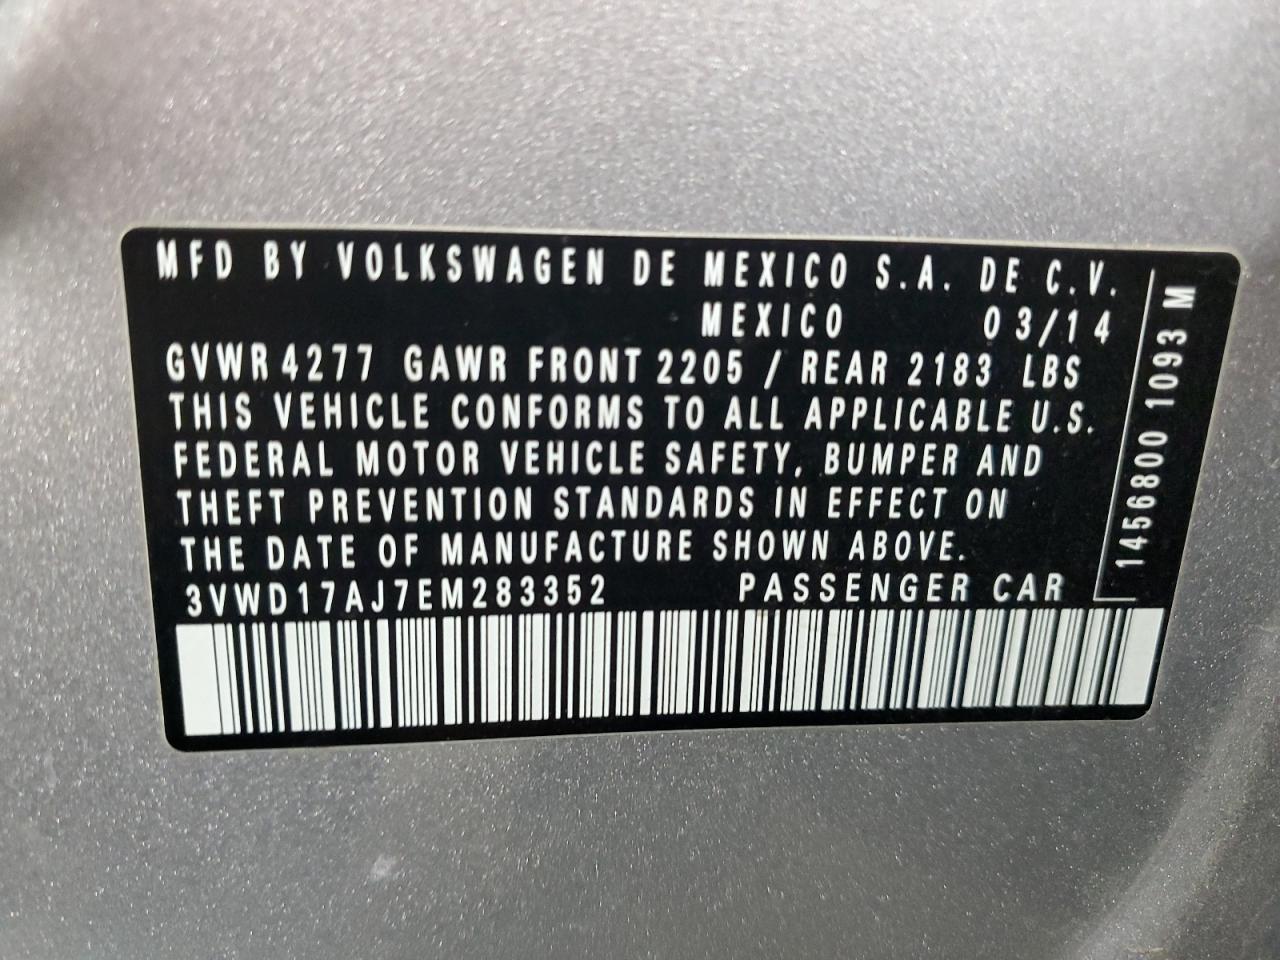 MFD BY VOLKSWAGEN DE MEXICO S.A. DE C.V.
MEXICO 03/14
GVWR 4277 GAWR FRONT 2205 / REAR 2183 LBS
THIS VEHICLE CONFORMS TO ALL APPLICABLE U.S.
FEDERAL MOTOR VEHICLE SAFETY, BUMPER AND
THEFT PREVENTION STANDARDS IN EFFECT ON
THE DATE OF MANUFACTURE SHOWN ABOVE.
3VWD17AJ7EM283352 PASSENGER CAR
1456800 1093 M